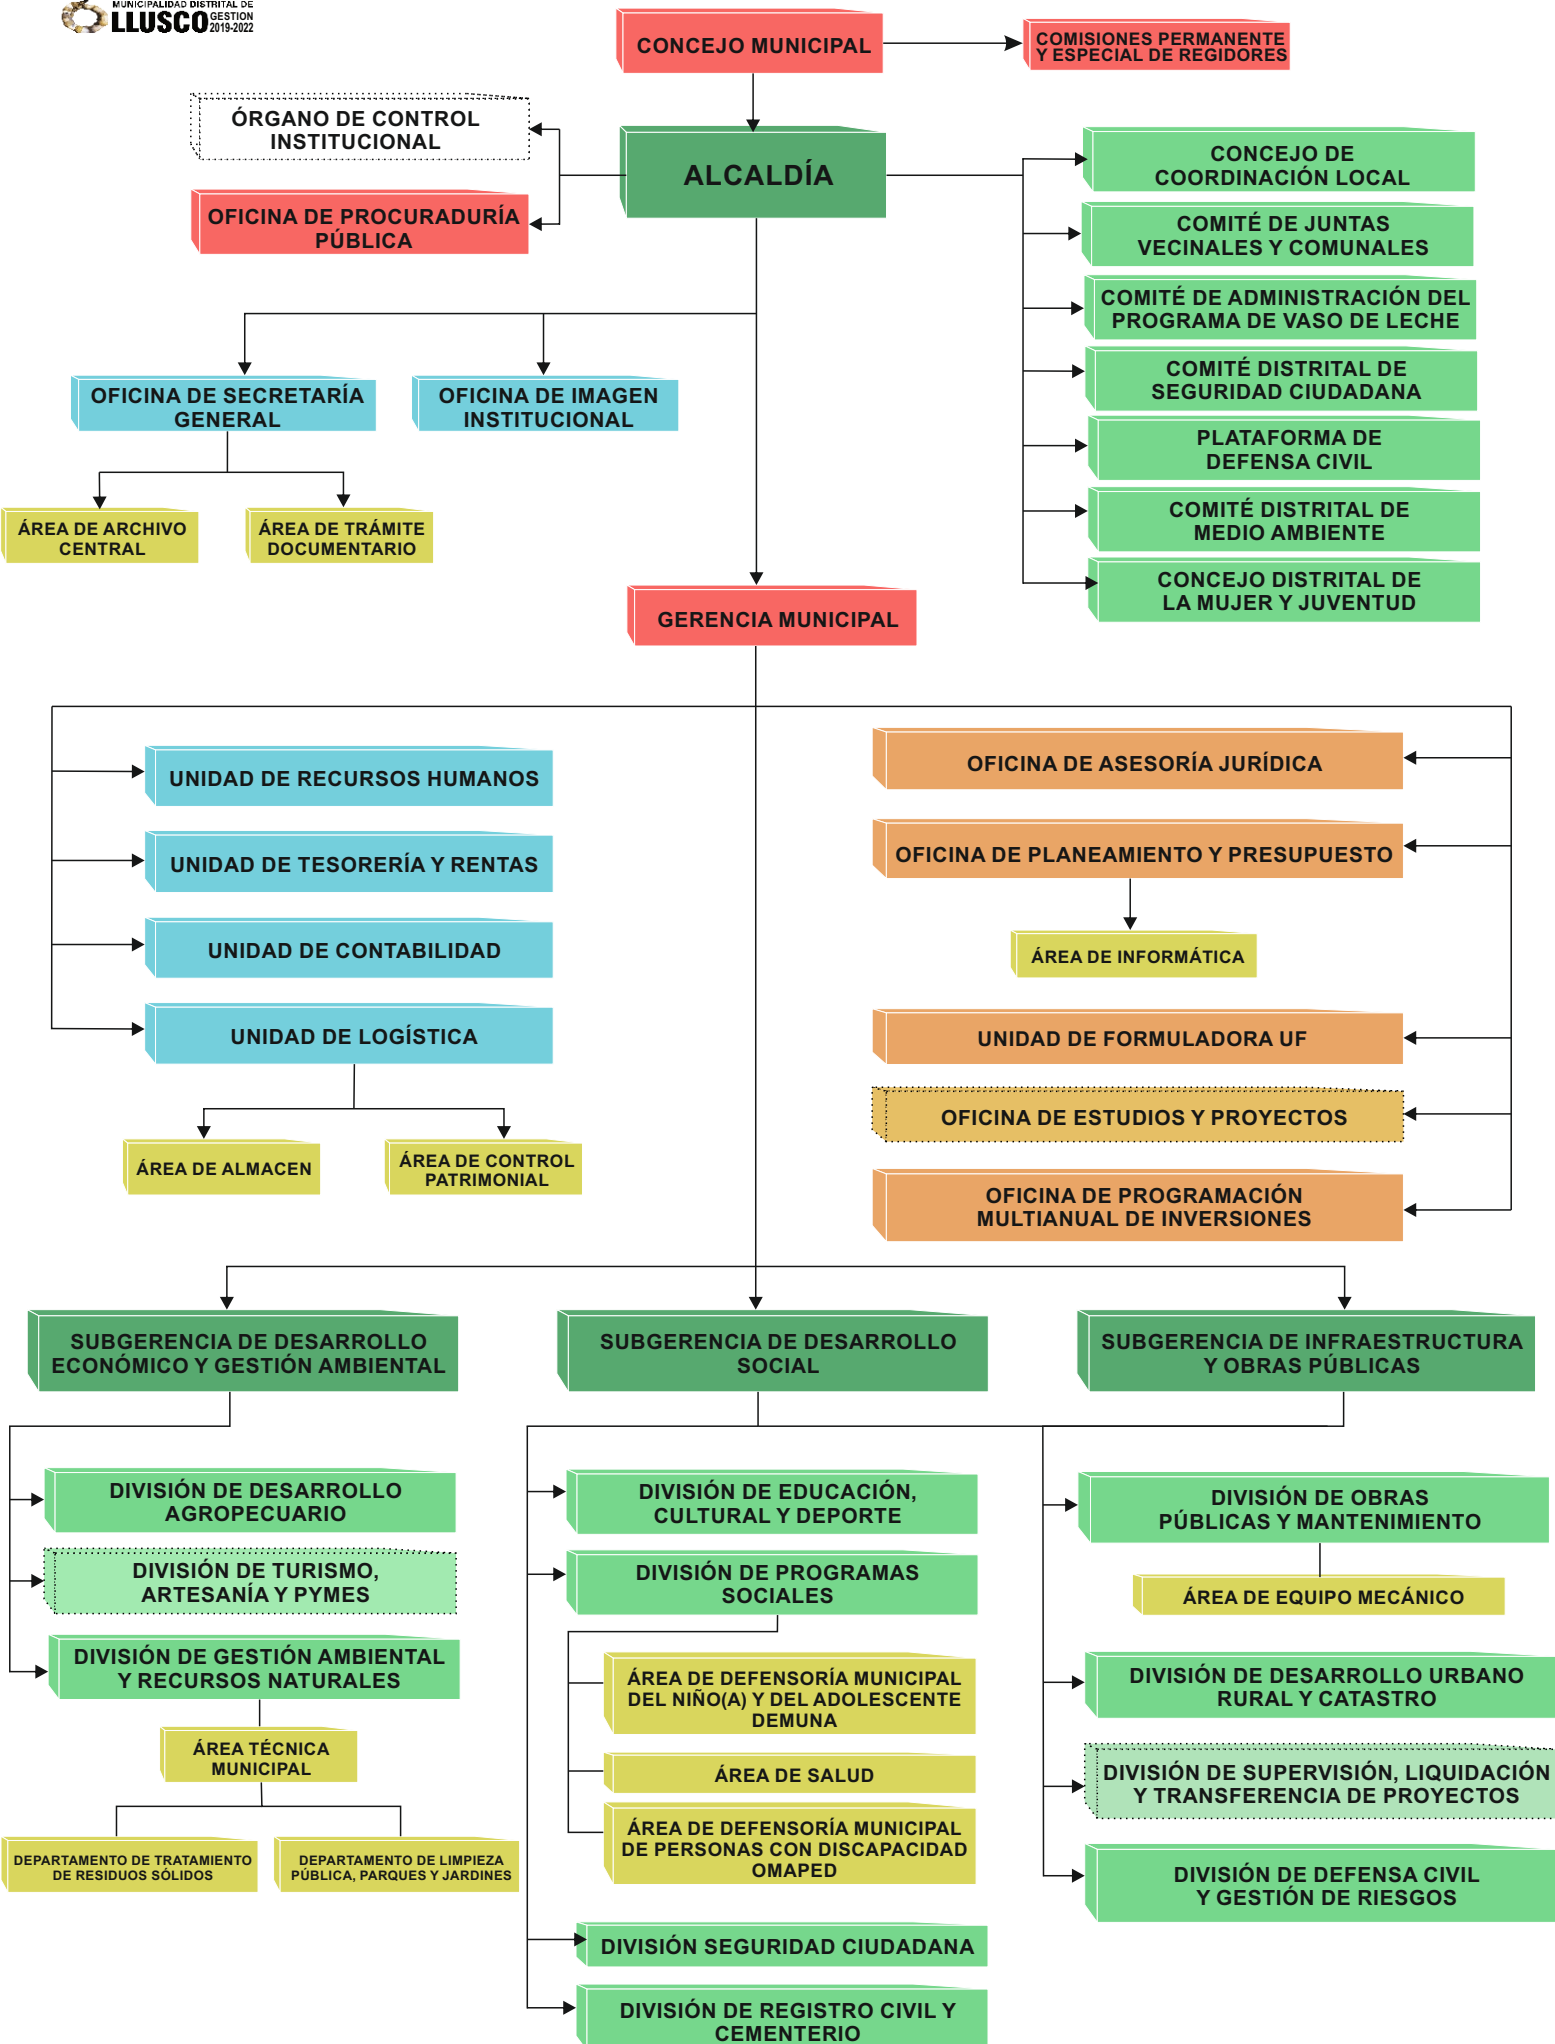 MUNICIPALIDAD DISTRITAL DE
LLUSCO GESTION
2019-2022
CONCEJO MUNICIPAL
COMISIONES PERMANENTE
Y ESPECIAL DE REGIDORES
ÓRGANO DE CONTROL
INSTITUCIONAL
ALCALDÍA
OFICINA DE PROCURADURÍA
PÚBLICA
CONCEJO DE
COORDINACIÓN LOCAL
COMITÉ DE JUNTAS
VECINALES Y COMUNALES
COMITÉ DE ADMINISTRACIÓN DEL
PROGRAMA DE VASO DE LECHE
COMITÉ DISTRITAL DE
SEGURIDAD CIUDADANA
PLATAFORMA DE
DEFENSA CIVIL
COMITÉ DISTRITAL DE
MEDIO AMBIENTE
CONCEJO DISTRITAL DE
LA MUJER Y JUVENTUD
OFICINA DE SECRETARÍA
GENERAL
OFICINA DE IMAGEN
INSTITUCIONAL
ÁREA DE ARCHIVO
CENTRAL
ÁREA DE TRÁMITE
DOCUMENTARIO
GERENCIA MUNICIPAL
UNIDAD DE RECURSOS HUMANOS
UNIDAD DE TESORERÍA Y RENTAS
UNIDAD DE CONTABILIDAD
UNIDAD DE LOGÍSTICA
ÁREA DE ALMACEN
ÁREA DE CONTROL
PATRIMONIAL
OFICINA DE ASESORÍA JURÍDICA
OFICINA DE PLANEAMIENTO Y PRESUPUESTO
ÁREA DE INFORMÁTICA
UNIDAD DE FORMULADORA UF
OFICINA DE ESTUDIOS Y PROYECTOS
OFICINA DE PROGRAMACIÓN
MULTIANUAL DE INVERSIONES
SUBGERENCIA DE DESARROLLO
ECONÓMICO Y GESTIÓN AMBIENTAL
SUBGERENCIA DE DESARROLLO
SOCIAL
SUBGERENCIA DE INFRAESTRUCTURA
Y OBRAS PÚBLICAS
DIVISIÓN DE DESARROLLO
AGROPECUARIO
DIVISIÓN DE TURISMO,
ARTESANÍA Y PYMES
DIVISIÓN DE GESTIÓN AMBIENTAL
Y RECURSOS NATURALES
ÁREA TÉCNICA
MUNICIPAL
DEPARTAMENTO DE TRATAMIENTO
DE RESIDUOS SÓLIDOS
DEPARTAMENTO DE LIMPIEZA
PÚBLICA, PARQUES Y JARDINES
DIVISIÓN DE EDUCACIÓN,
CULTURAL Y DEPORTE
DIVISIÓN DE PROGRAMAS
SOCIALES
ÁREA DE DEFENSORÍA MUNICIPAL
DEL NIÑO(A) Y DEL ADOLESCENTE
DEMUNA
ÁREA DE SALUD
ÁREA DE DEFENSORÍA MUNICIPAL
DE PERSONAS CON DISCAPACIDAD
OMAPED
DIVISIÓN SEGURIDAD CIUDADANA
DIVISIÓN DE REGISTRO CIVIL Y
CEMENTERIO
DIVISIÓN DE OBRAS
PÚBLICAS Y MANTENIMIENTO
ÁREA DE EQUIPO MECÁNICO
DIVISIÓN DE DESARROLLO URBANO
RURAL Y CATASTRO
DIVISIÓN DE SUPERVISIÓN, LIQUIDACIÓN
Y TRANSFERENCIA DE PROYECTOS
DIVISIÓN DE DEFENSA CIVIL
Y GESTIÓN DE RIESGOS